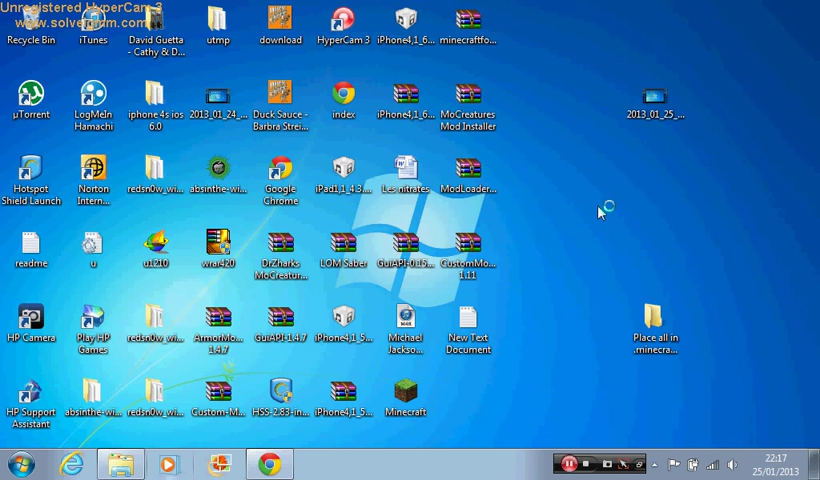 Unregistered HyperCam 3
www.solveigmm.com
Recycle Bin
iTunes
David Guetta
- Cathy & D...
utmp
download
HyperCam 3
iPhone4,1_6...
minecraftfo...
µTorrent
LogMeIn
Hamachi
iphone 4s ios
6.0
2013_01_24_...
Duck Sauce -
Barbra Strei...
index
iPhone4,1_6...
MoCreatures
Mod Installer
2013_01_25_...
Hotspot
Shield Launch
Norton
Intern...
redsn0w_wi...
absinthe-wi...
Google
Chrome
iPad1,1_4.3....
Les nitrates
ModLoader...
readme
u
u1210
wrar420
DrZharks
MoCreatur...
LOM Saber
GuiAPI-0.15...
CustomMo...
1.11
HP Camera
Play HP
Games
redsn0w_wi...
ArmorMo...
1.4.7
GuiAPI-1.4.7
iPhone4,1_5...
Michael
Jackso...
New Text
Document
Place all in
.minecra...
HP Support
Assistant
absinthe-wi...
redsn0w_wi...
Custom-M...
HSS-2.83-in...
iPhone4,1_5...
Minecraft
22:17
25/01/2013